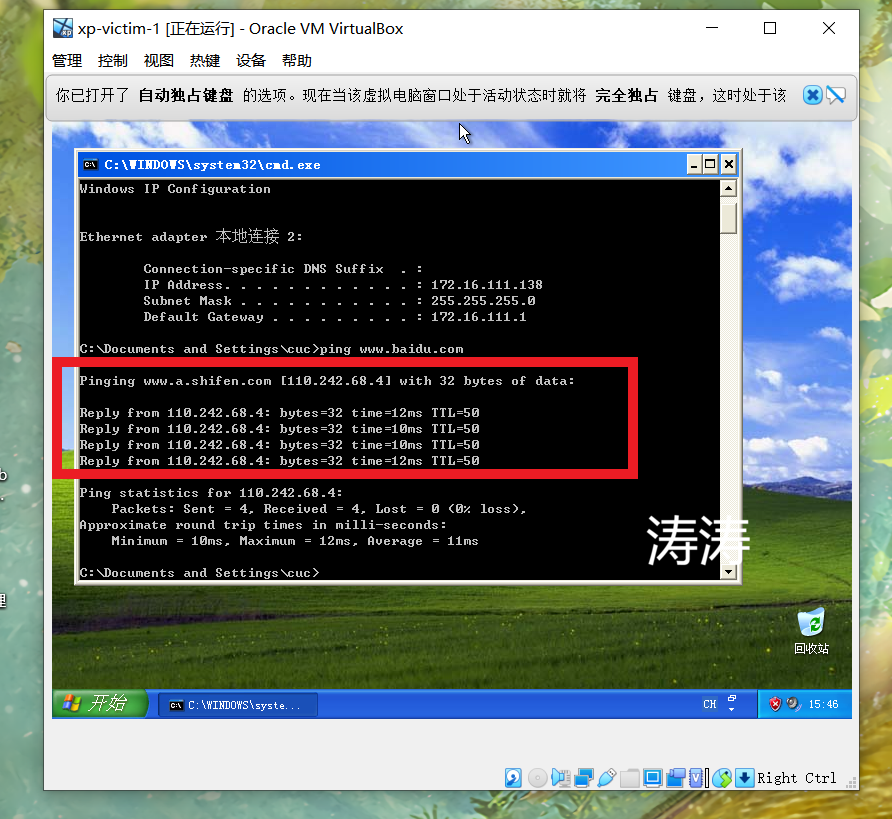 xp-victim-1 [正在运行] - Oracle VM VirtualBox
管理 控制 视图 热键 设备 帮助
你已打开了 自动独占键盘 的选项。现在当该虚拟电脑窗口处于活动状态时就将 完全独占 键盘，这时处于该
C:\WINDOWS\system32\cmd.exe
Windows IP Configuration
Ethernet adapter 本地连接 2:
Connection-specific DNS Suffix . :
IP Address. . . . . . . . . . . . : 172.16.111.138
Subnet Mask . . . . . . . . . . . : 255.255.255.0
Default Gateway . . . . . . . . . : 172.16.111.1
C:\Documents and Settings\cuc>ping www.baidu.com
Pinging www.a.shifen.com [110.242.68.4] with 32 bytes of data:
Reply from 110.242.68.4: bytes=32 time=12ms TTL=50
Reply from 110.242.68.4: bytes=32 time=10ms TTL=50
Reply from 110.242.68.4: bytes=32 time=10ms TTL=50
Reply from 110.242.68.4: bytes=32 time=12ms TTL=50
Ping statistics for 110.242.68.4:
Packets: Sent = 4, Received = 4, Lost = 0 (0% loss),
Approximate round trip times in milli-seconds:
Minimum = 10ms, Maximum = 12ms, Average = 11ms
C:\Documents and Settings\cuc>
涛涛
回收站
开始 C:\WINDOWS\syste... CH 15:46
Right Ctrl